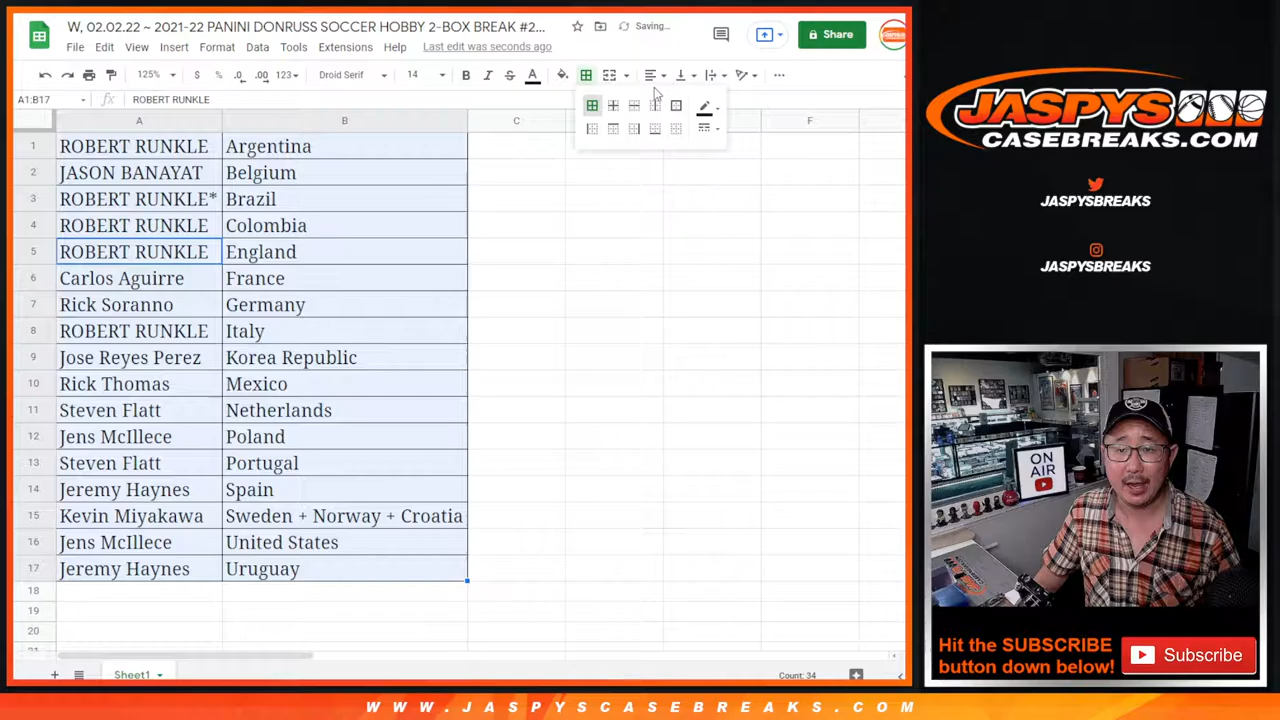 W, 02.02.22 ~ 2021-22 PANINI DONRUSS SOCCER HOBBY 2-BOX BREAK #2...
Saving...
Share
File Edit View Insert Format Data Tools Extensions Help Last edit was seconds ago
125% $ % .0 .00 123 Droid Serif 14 B I S A
A1:B17 fx ROBERT RUNKLE
A B C F
1 ROBERT RUNKLE Argentina
2 JASON BANAYAT Belgium
3 ROBERT RUNKLE* Brazil
4 ROBERT RUNKLE Colombia
5 ROBERT RUNKLE England
6 Carlos Aguirre France
7 Rick Soranno Germany
8 ROBERT RUNKLE Italy
9 Jose Reyes Perez Korea Republic
10 Rick Thomas Mexico
11 Steven Flatt Netherlands
12 Jens McIllece Poland
13 Steven Flatt Portugal
14 Jeremy Haynes Spain
15 Kevin Miyakawa Sweden + Norway + Croatia
16 Jens McIllece United States
17 Jeremy Haynes Uruguay
18
19
20
Sheet1
Count: 34
JASPYS
CASEBREAKS.COM
JASPYSBREAKS
JASPYSBREAKS
ON
AIR
Hit the SUBSCRIBE
button down below!
Subscribe
WWW.JASPYSCASEBREAKS.COM